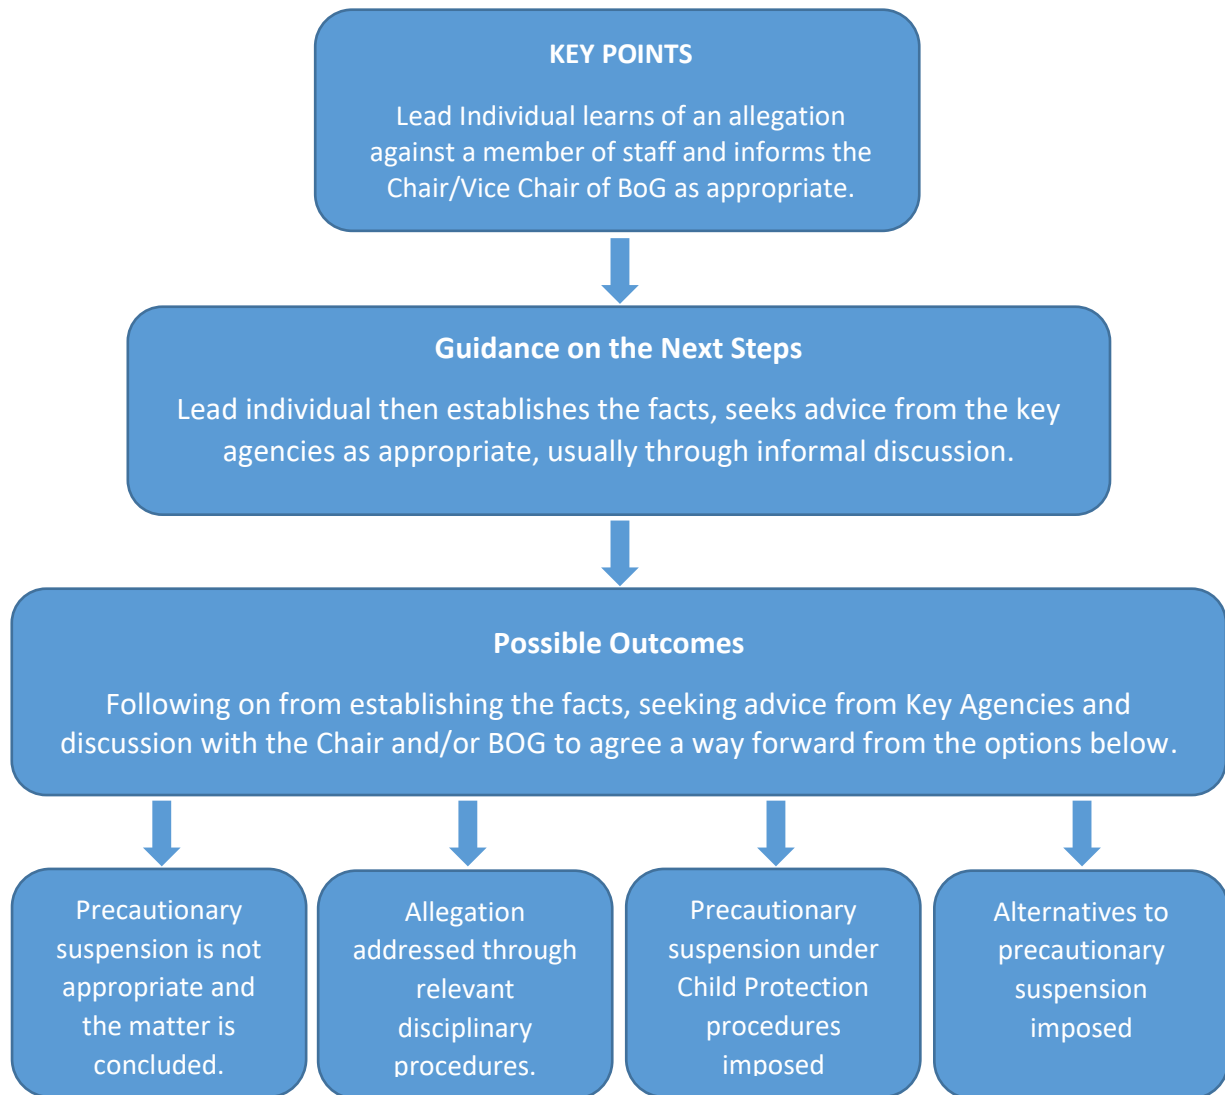 KEY POINTS
Lead Individual learns of an allegation
against a member of staff and informs the
Chair/Vice Chair of BoG as appropriate.
Guidance on the Next Steps
Lead individual then establishes the facts, seeks advice from the key
agencies as appropriate, usually through informal discussion.
Possible Outcomes
Following on from establishing the facts, seeking advice from Key Agencies and
discussion with the Chair and/or BOG to agree a way forward from the options below.
Precautionary
suspension is not
appropriate and
the matter is
concluded.
Allegation
addressed through
relevant
disciplinary
procedures.
Precautionary
suspension under
Child Protection
procedures
imposed
Alternatives to
precautionary
suspension
imposed